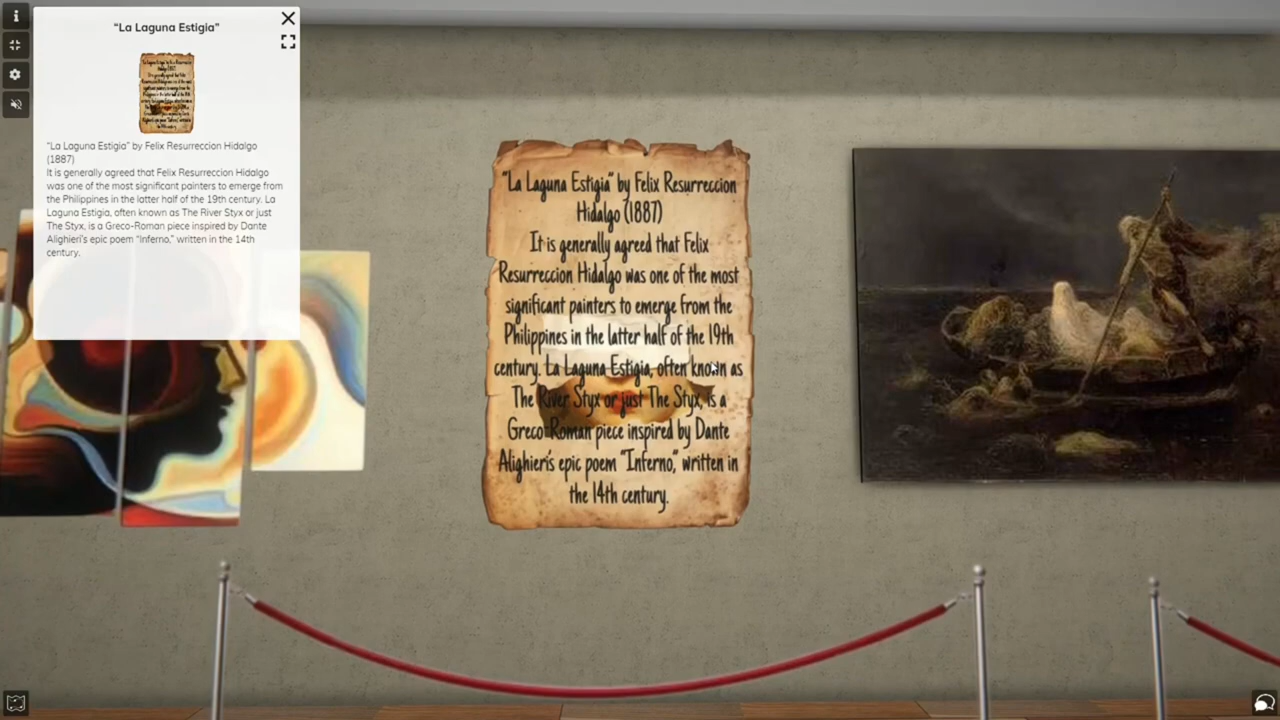 “La Laguna Estigia”
“La Laguna Estigia” by Felix Resurreccion Hidalgo
(1887)
It is generally agreed that Felix Resurreccion Hidalgo
was one of the most significant painters to emerge from
the Philippines in the latter half of the 19th century. La
Laguna Estigia, often known as The River Styx or just
The Styx, is a Greco-Roman piece inspired by Dante
Alighieri’s epic poem “Inferno,” written in the 14th
century.
“La Laguna Estigia” by Felix Resurreccion
Hidalgo (1887)
It is generally agreed that Felix
Resurreccion Hidalgo was one of the most
significant painters to emerge from the
Philippines in the latter half of the 19th
century. La Laguna Estigia, often known as
The River Styx or just The Styx, is a
Greco-Roman piece inspired by Dante
Alighieri’s epic poem “Inferno,” written in
the 14th century.